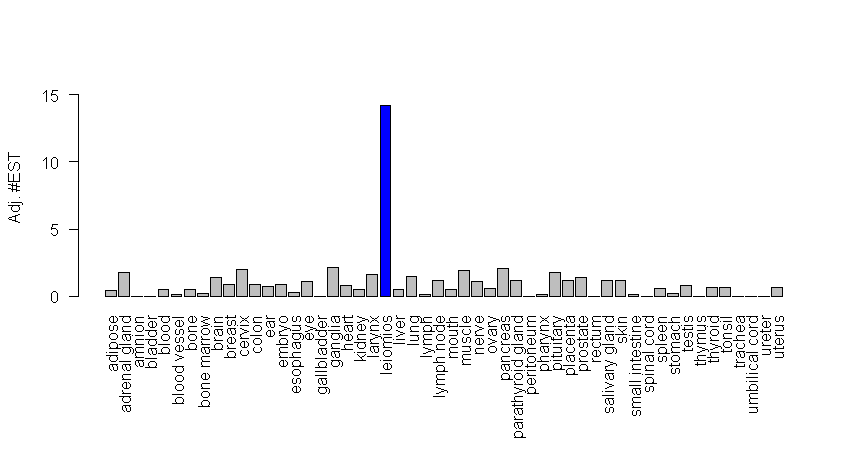 Adj. #EST
15
10
5
0
adipose
adrenal gland
amnion
bladder
blood
blood vessel
bone
bone marrow
brain
breast
cervix
colon
ear
embryo
esophagus
eye
gallbladder
ganglia
heart
kidney
larynx
leiomios
liver
lung
lymph
lymph node
mouth
muscle
nerve
ovary
pancreas
parathyroid gland
peritoneum
pharynx
pituitary
placenta
prostate
rectum
salivary gland
skin
small intestine
spinal cord
spleen
stomach
testis
thymus
thyroid
tonsil
trachea
umbilical cord
ureter
uterus